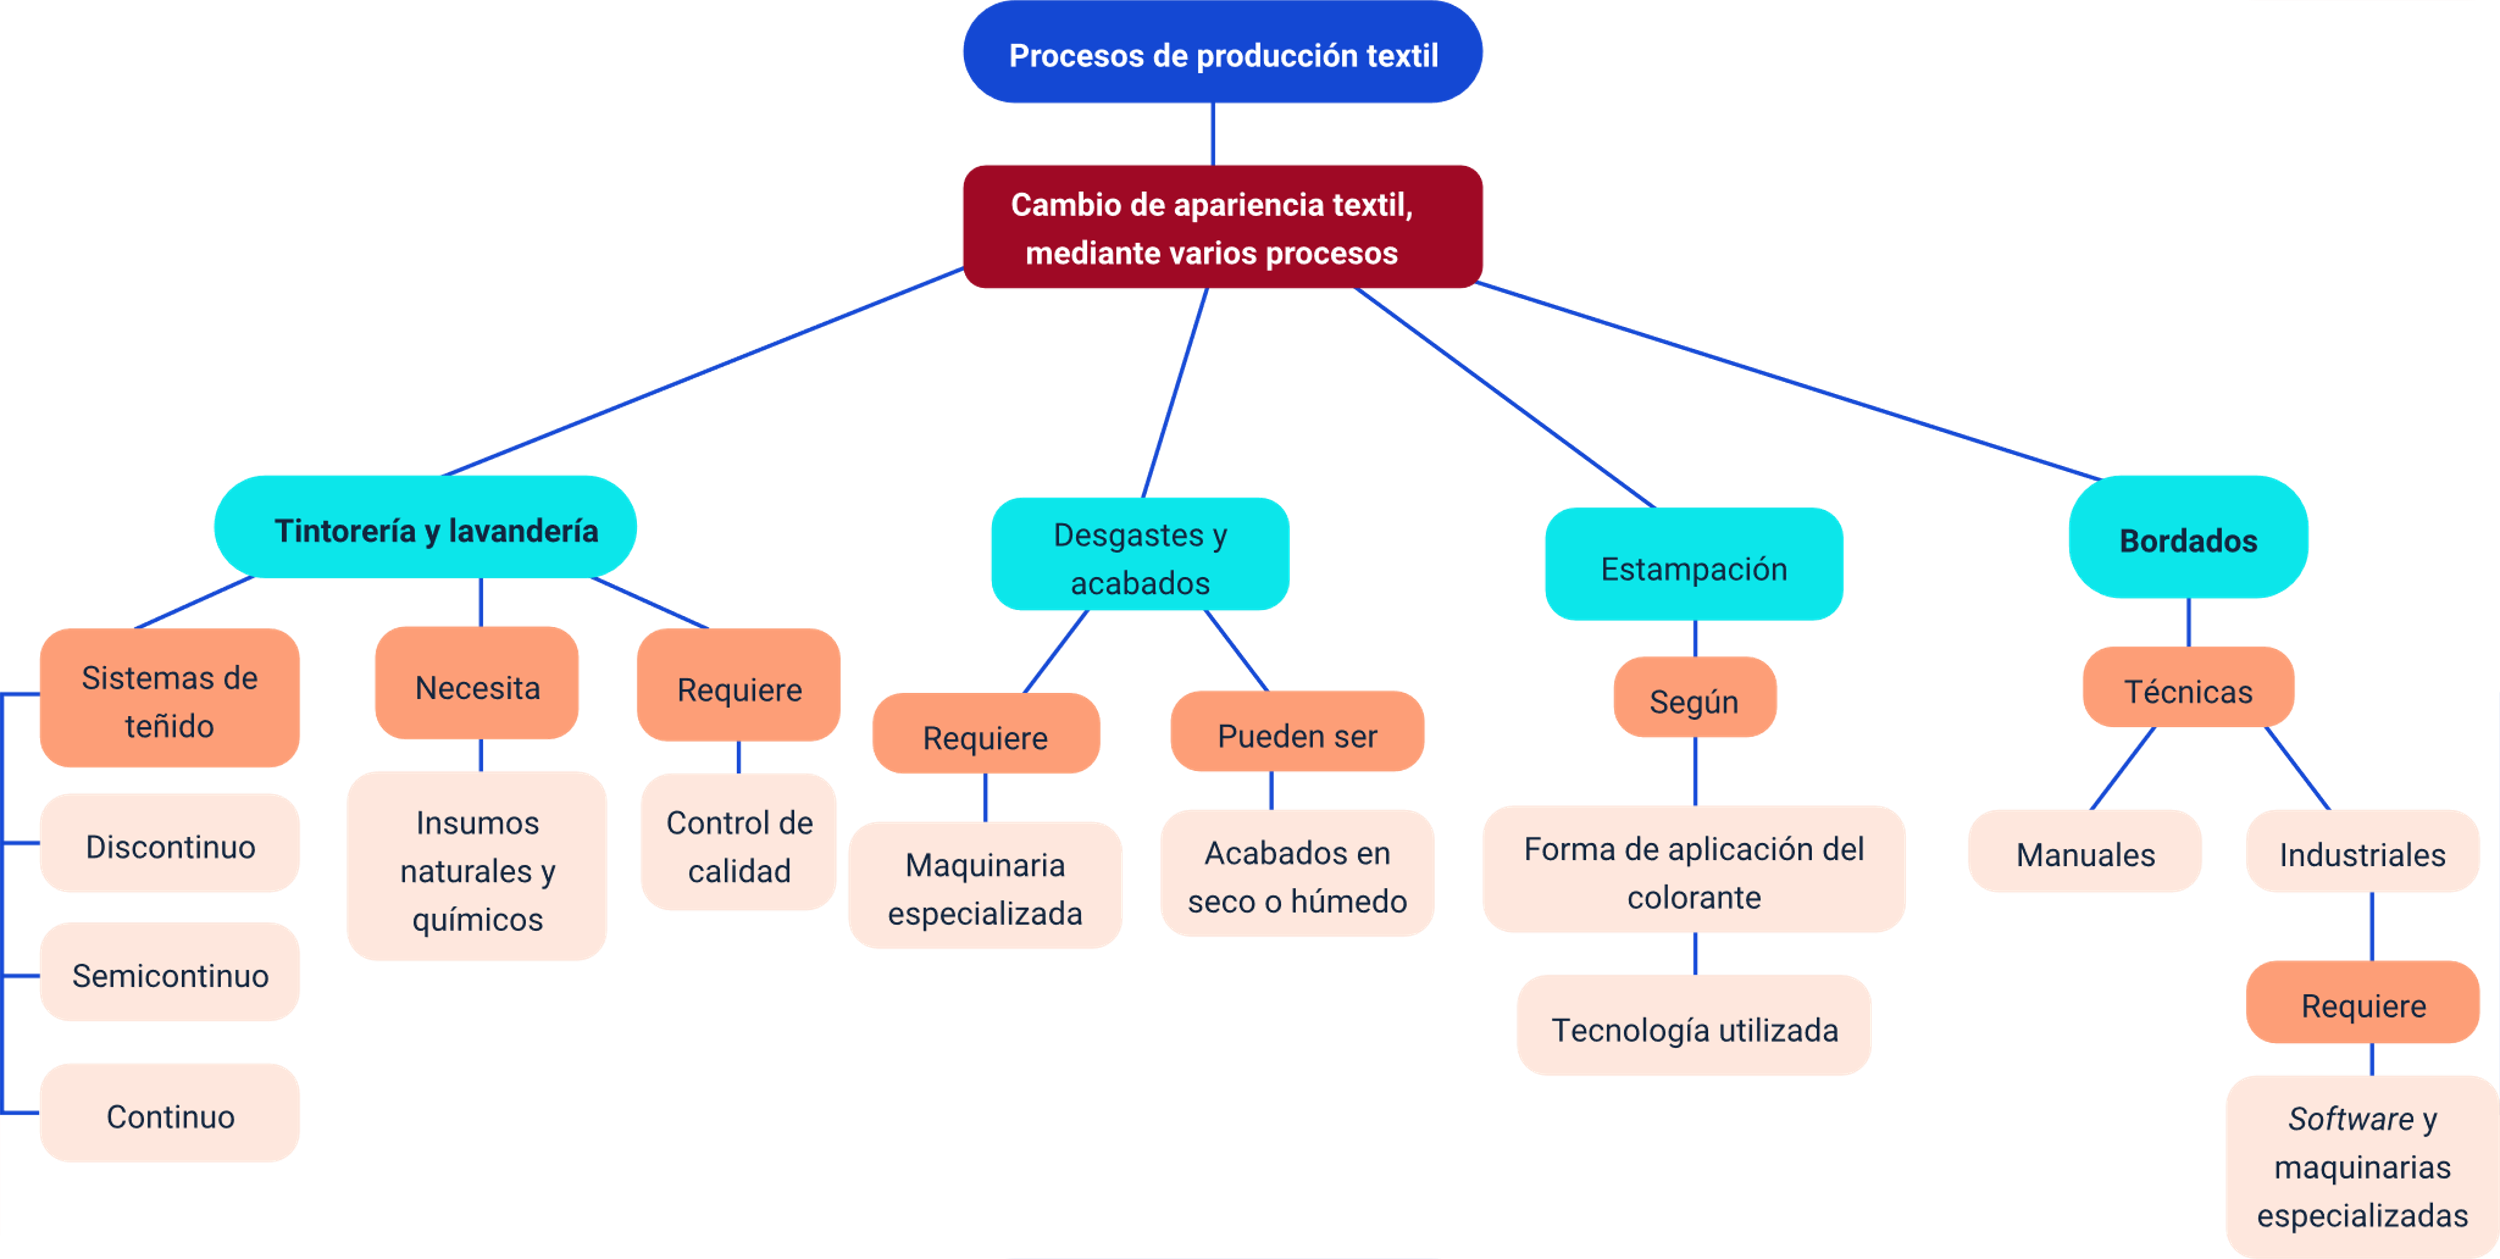 Procesos de producción textil
Cambio de apariencia textil,
mediante varios procesos
Tintorería y lavandería
Sistemas de
teñido
Discontinuo
Semicontinuo
Continuo
Necesita
Insumos
naturales y
químicos
Requiere
Control de
calidad
Desgastes y
acabados
Requiere
Maquinaria
especializada
Pueden ser
Acabados en
seco o húmedo
Estampación
Según
Forma de aplicación del
colorante
Tecnología utilizada
Bordados
Técnicas
Manuales
Industriales
Requiere
Software y
maquinarias
especializadas